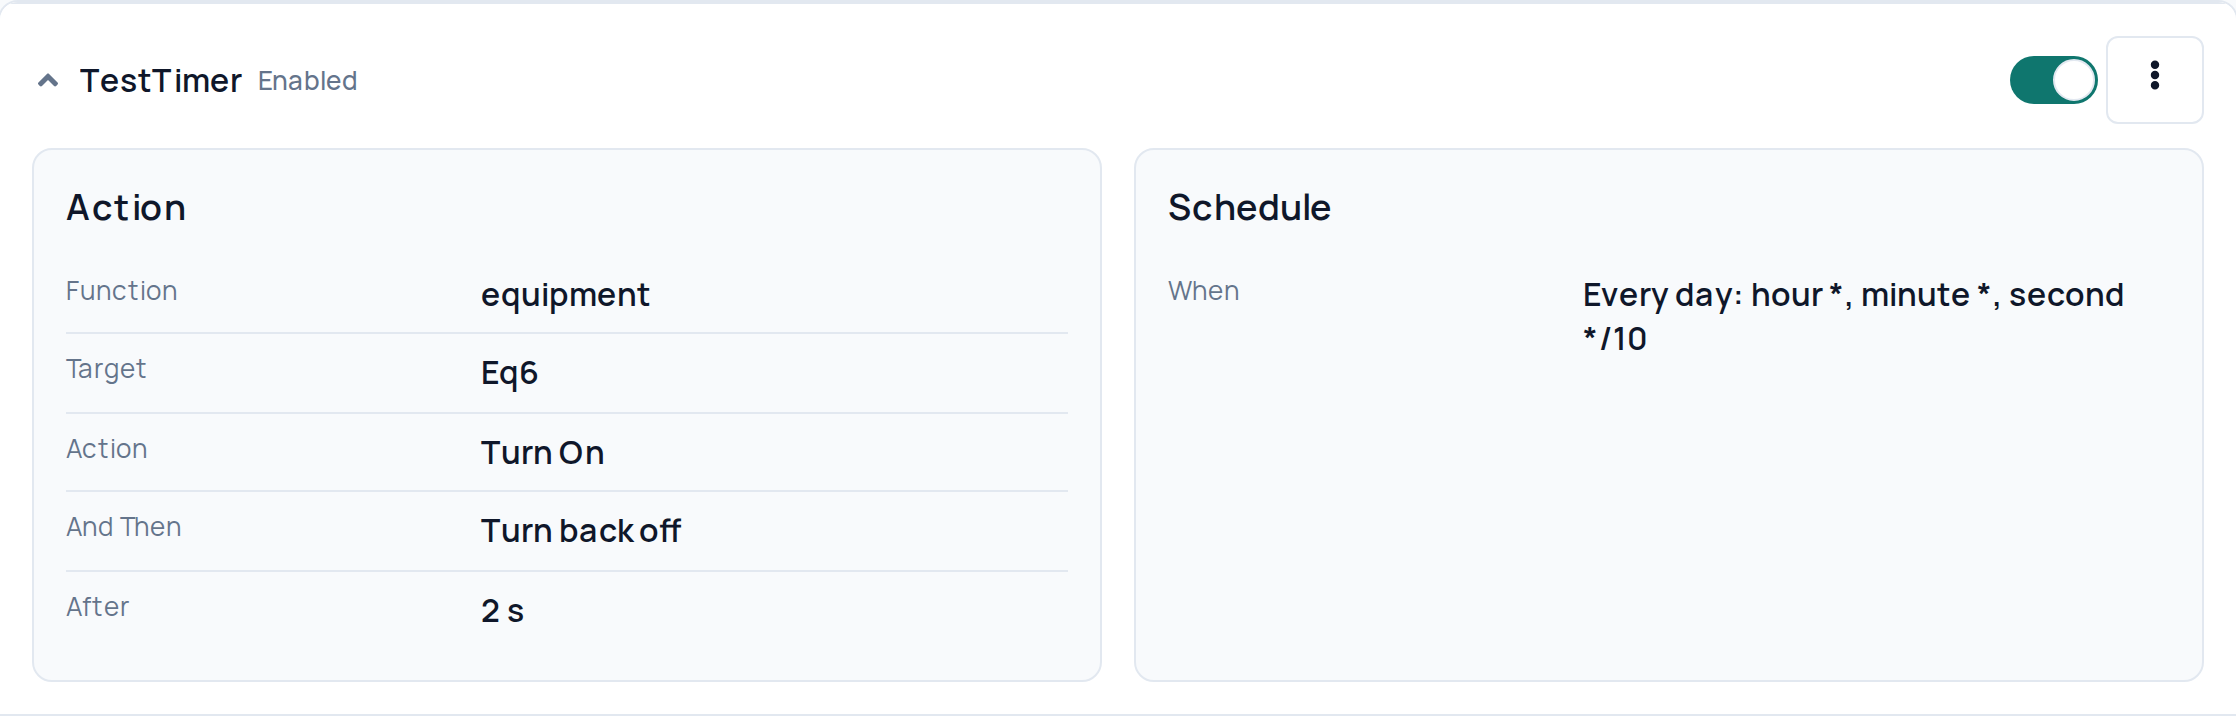 TestTimer Enabled
Action
Function equipment
Target Eq6
Action Turn On
And Then Turn back off
After 2 s
Schedule
When Every day: hour *, minute *, second
*/10